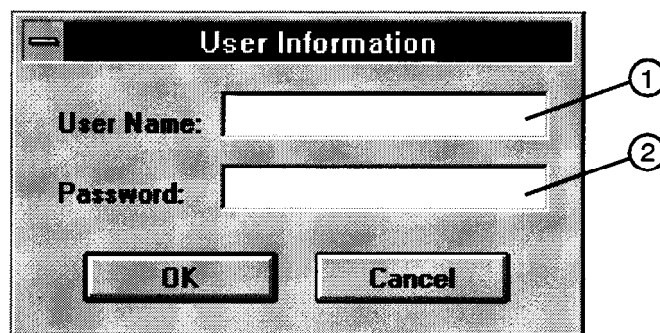 User Information
1
User Name:
2
Password:
OK Cancel